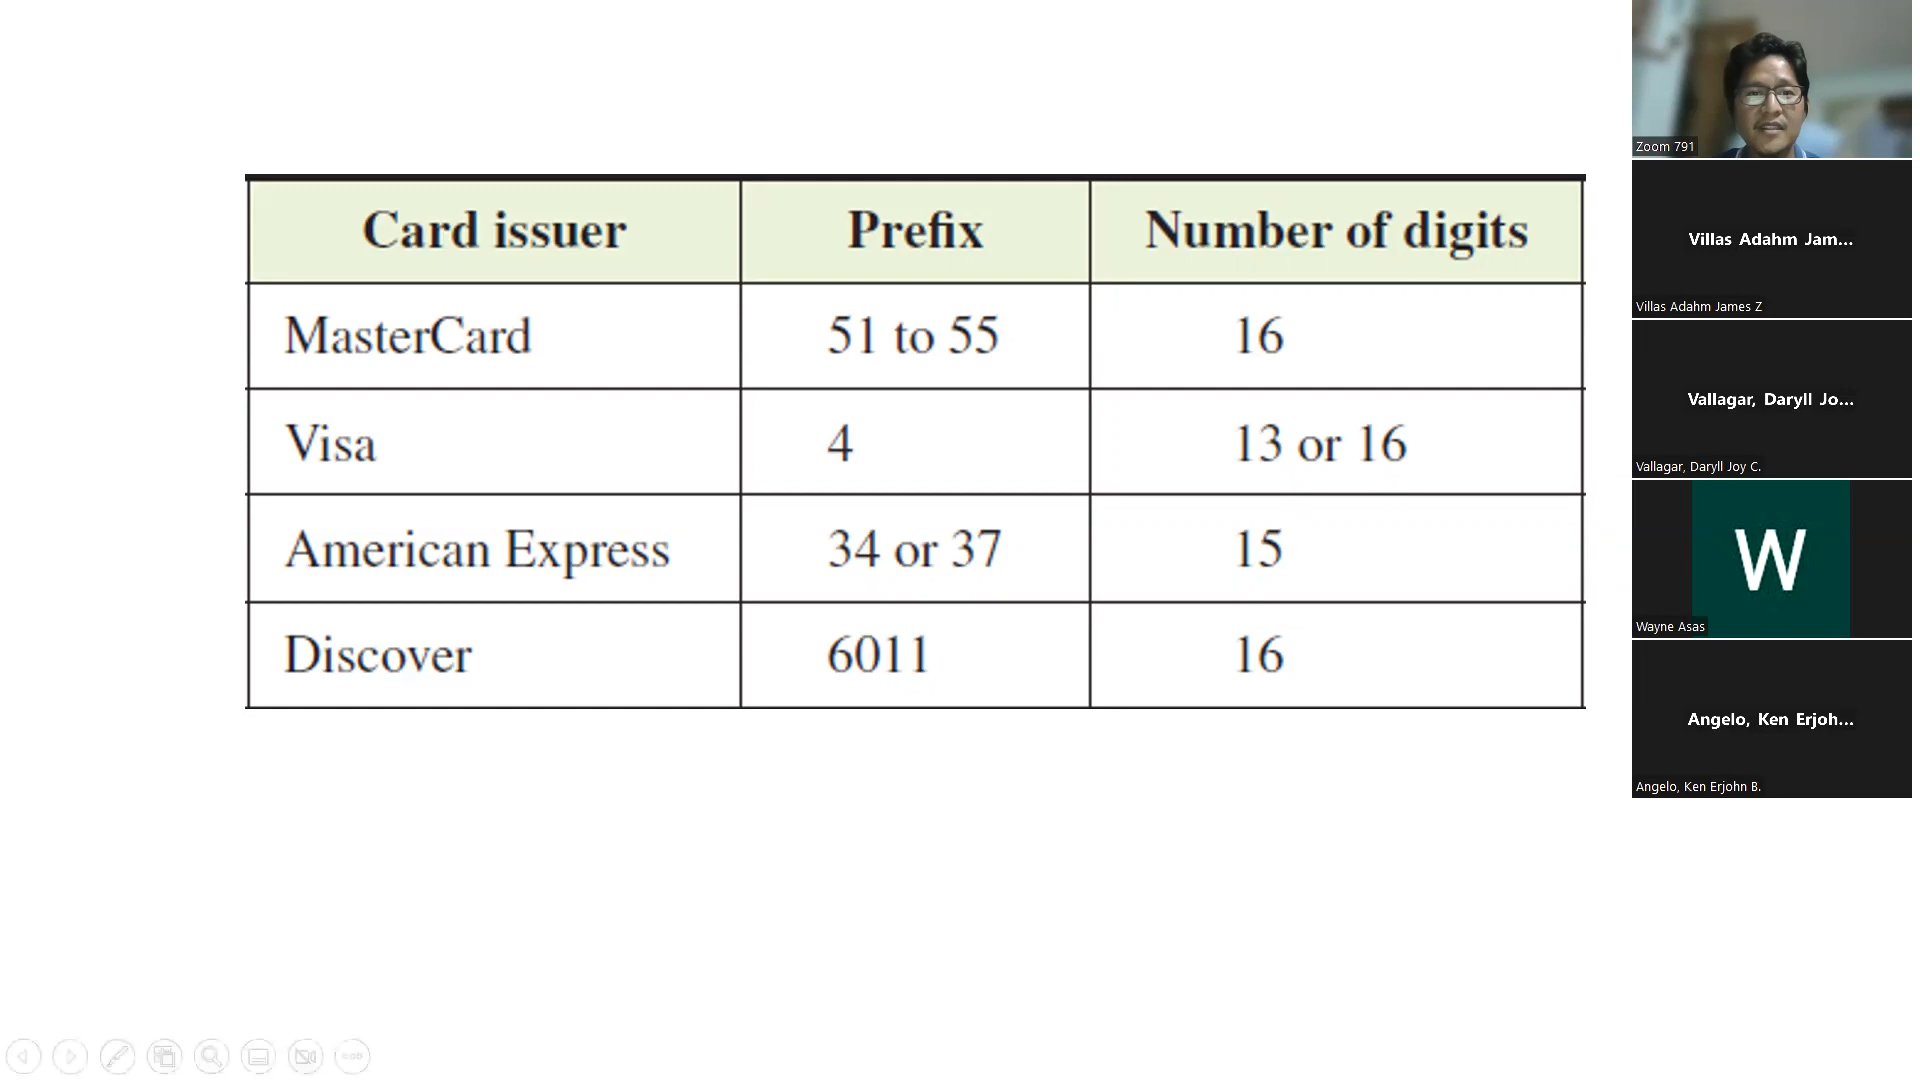 Card issuer Prefix Number of digits
MasterCard 51 to 55 16
Visa 4 13 or 16
American Express 34 or 37 15
Discover 6011 16
Zoom 791
Villas Adahm Jam...
Villas Adahm James Z
Vallagar, Daryll Jo...
Vallagar, Daryll Joy C.
W
Wayne Asas
Angelo, Ken Erjoh...
Angelo, Ken Erjohn B.